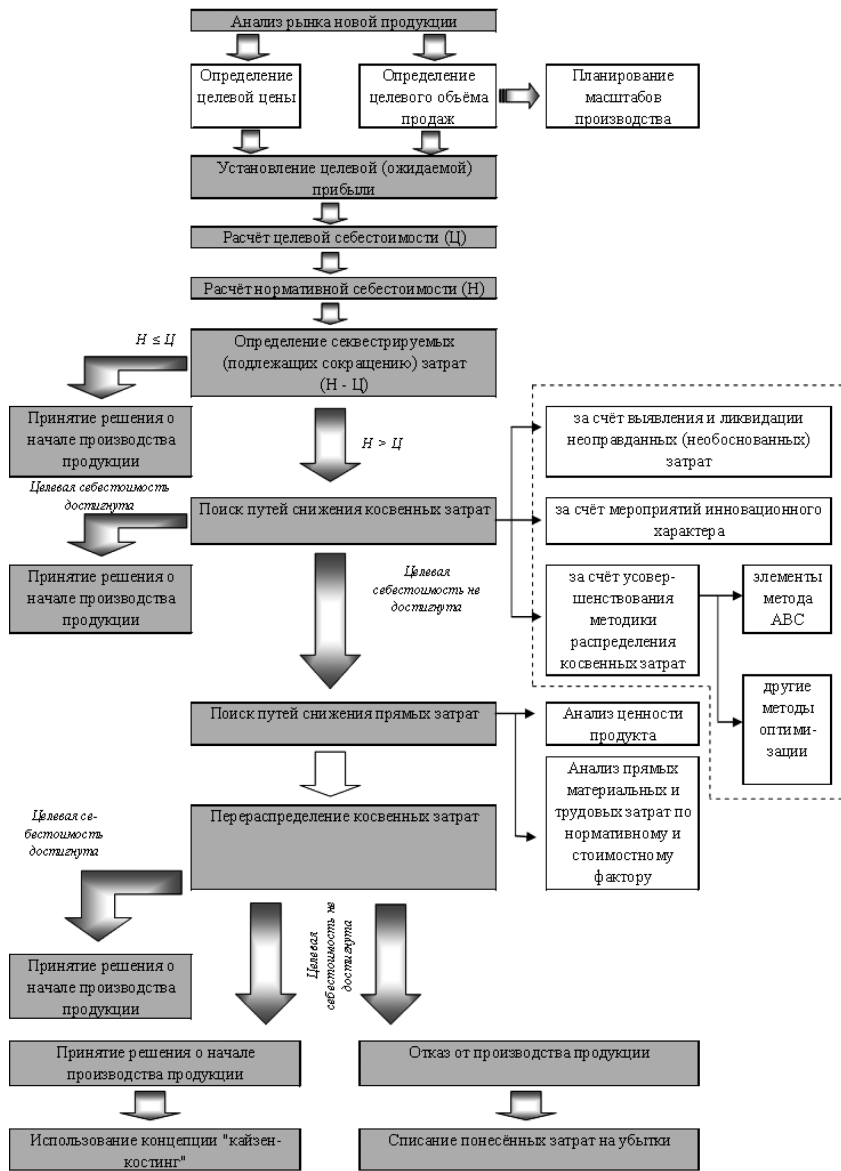 Анализ рынка новой продукции
Определение
целевой цены
Определение
целевого объёма
продаж
Планирование
масштабов
производства
Установление целевой (ожидаемой)
прибыли
Расчёт целевой себестоимости (Ц)
Расчёт нормативной себестоимости (Н)
Н ≤ Ц
Определение секвестрируемых
(подлежащих сокращению) затрат
(Н - Ц)
Принятие решения о
начале производства
продукции
Н > Ц
за счёт выявления и ликвидации
неоправданных (необоснованных)
затрат
Целевая себестоимость
достигнута
Поиск путей снижения косвенных затрат
за счёт мероприятий инновационного
характера
Принятие решения о
начале производства
продукции
Целевая
себестоимость не
достигнута
за счёт усовер-
шенствования
методики
распределения
косвенных затрат
элементы
метода
АВС
другие
методы
оптими-
зации
Поиск путей снижения прямых затрат
Анализ ценности
продукта
Анализ прямых
материальных и
трудовых затрат по
нормативному и
стоимостному
фактору
Целевая се-
бестоимость
достигнута
Перераспределение косвенных затрат
Целевая
себестоимость не
достигнута
Принятие решения о
начале производства
продукции
Принятие решения о начале
производства продукции
Отказ от производства продукции
Использование концепции "кайзен-
костинг"
Списание понесённых затрат на убытки